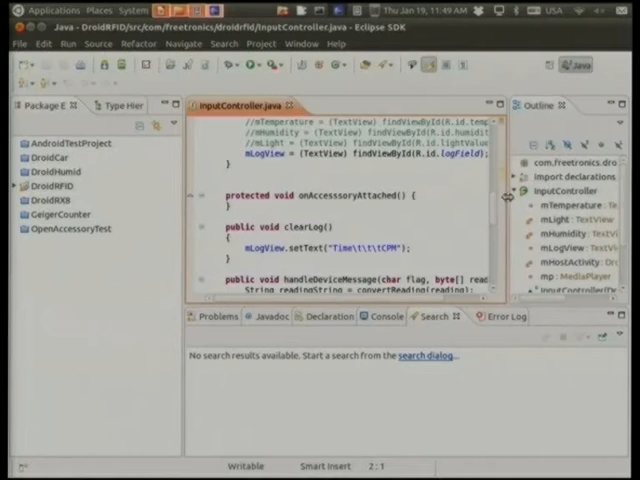 Applications Places System Thu Jan 19, 11:49 AM USA
Java - DroidRFID/src/com/freetronics/droidrfid/InputController.java - Eclipse SDK
File Edit Run Source Refactor Navigate Search Project Window Help
Java
Package E Type Hier
InputController.java
Outline
AndroidTestProject
DroidCar
DroidHumid
DroidRFID
DroidRX8
GeigerCounter
OpenAccessoryTest
//mTemperature = (TextView) findViewById(R.id.temp
//mHumidity = (TextView) findViewById(R.id.humidit
//mLight = (TextView) findViewById(R.id.lightValue
mLogView = (TextView) findViewById(R.id.logField);
}
protected void onAccesssoryAttached() {
}
public void clearLog()
{
mLogView.setText("Time\t\t\tCPM");
}
public void handleDeviceMessage(char flag, byte[] read
String readingString = convertReading(reading);
com.freetronics.dro
import declarations
InputController
mTemperature : Te
mLight : TextView
mHumidity : TextVi
mLogView : TextVie
mHostActivity : De
mp : MediaPlayer
InputController(D
Problems Javadoc Declaration Console Search Error Log
No search results available. Start a search from the search dialog...
Writable Smart Insert 2 : 1